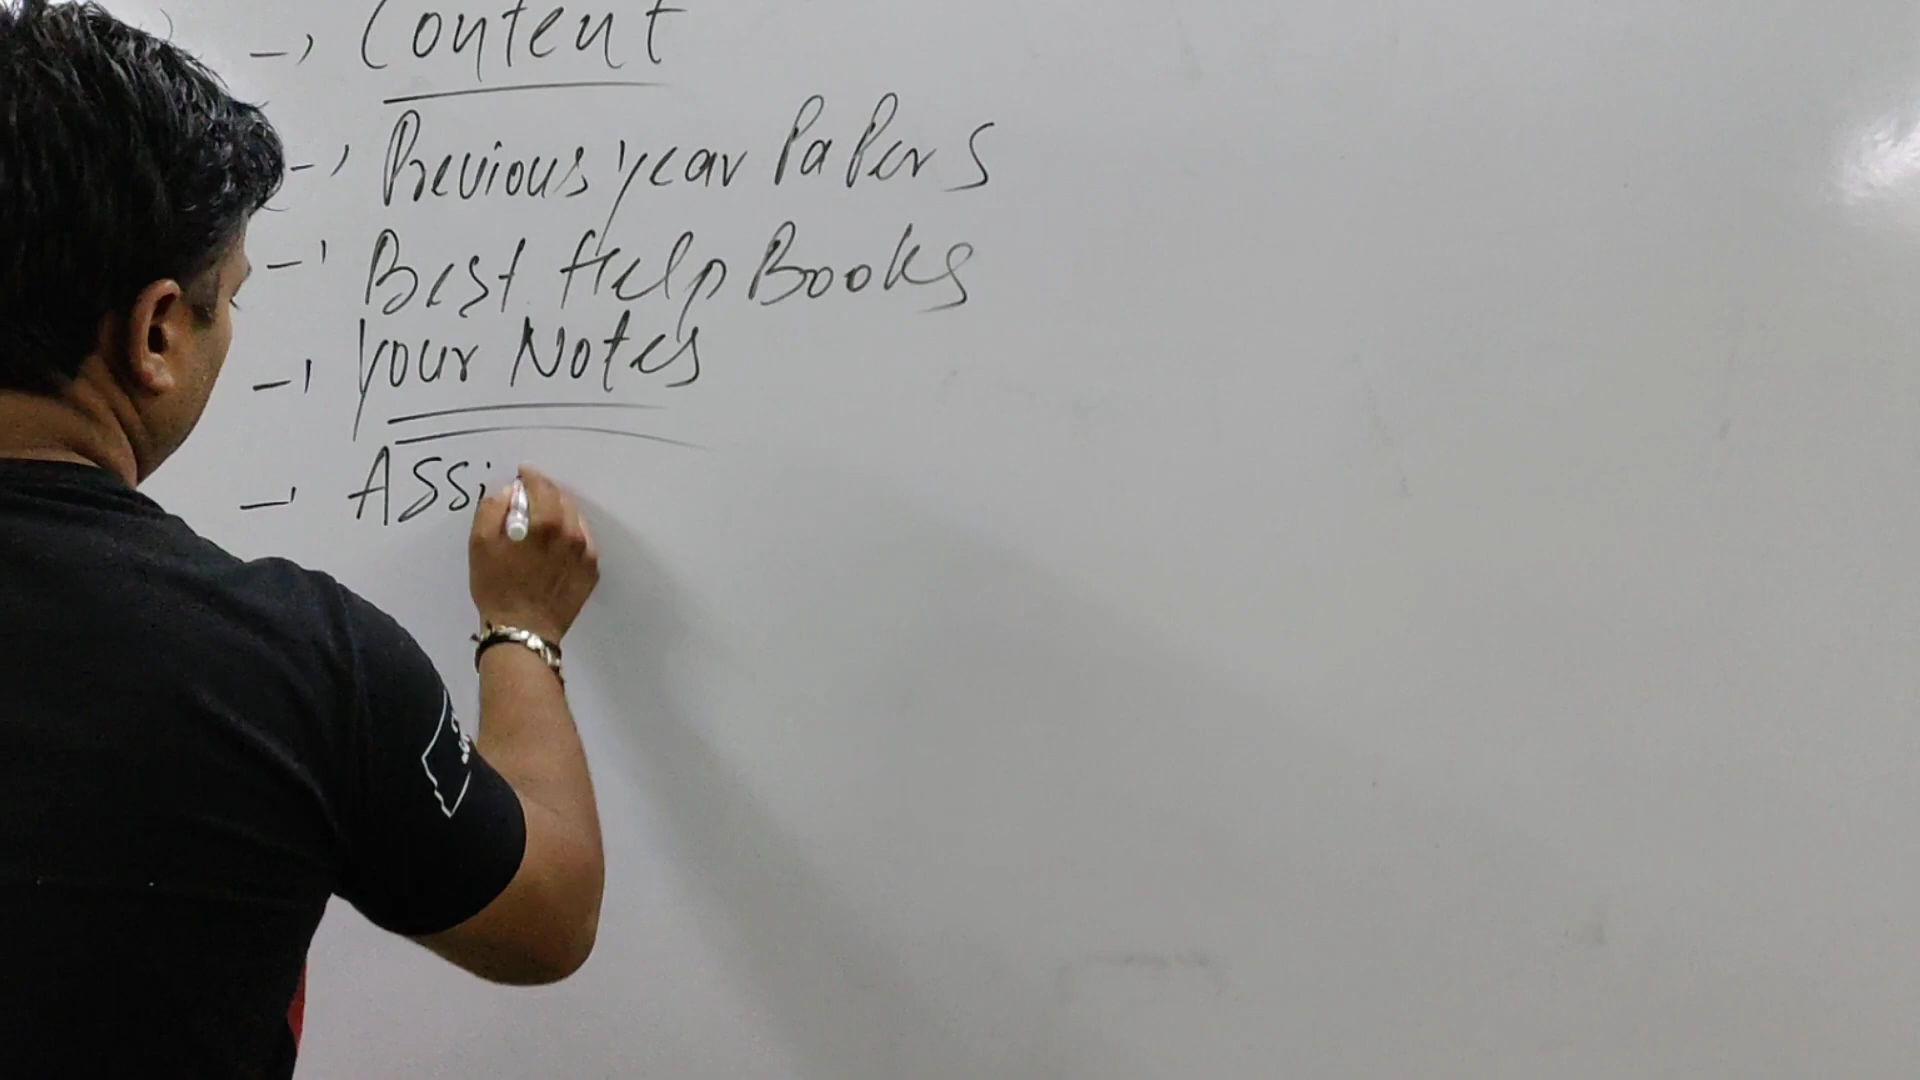 → Content
→ Previous year Papers
→ Best Help Books
→ Your Notes
→ Assi